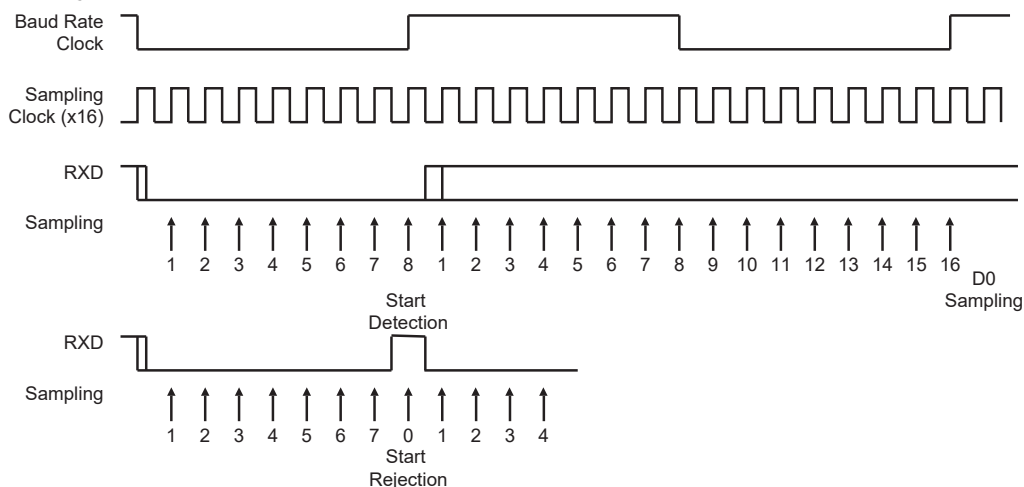 Baud Rate
Clock
Sampling
Clock (x16)
RXD
Sampling
1 2 3 4 5 6 7 8 1 2 3 4 5 6 7 8 9 10 11 12 13 14 15 16
D0
Sampling
Start
Detection
RXD
Sampling
1 2 3 4 5 6 7 0 1 2 3 4
Start
Rejection